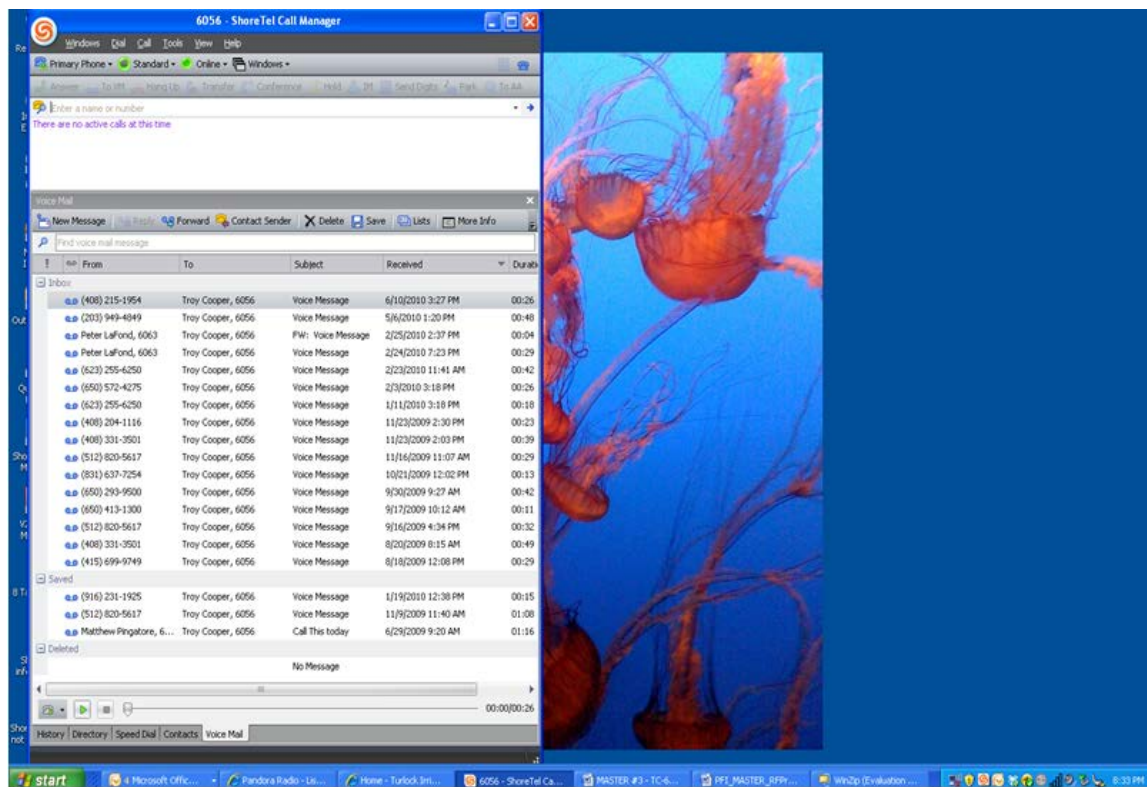 6056 - ShoreTel Call Manager
Windows Dial Call Tools View Help
Primary Phone Standard Online Windows
Answer To VM Hang Up Transfer Conference Hold IM Send Digits Park To AA
Enter a name or number
There are no active calls at this time
Voice Mail
New Message Reply Forward Contact Sender Delete Save Lists More Info
Find voice mail message
! From To Subject Received Durati
Inbox
(408) 215-1954 Troy Cooper, 6056 Voice Message 6/10/2010 3:27 PM 00:26
(203) 949-4849 Troy Cooper, 6056 Voice Message 5/6/2010 1:20 PM 00:48
Peter LaFond, 6063 Troy Cooper, 6056 FW: Voice Message 2/25/2010 2:37 PM 00:04
Peter LaFond, 6063 Troy Cooper, 6056 Voice Message 2/24/2010 7:23 PM 00:29
(623) 255-6250 Troy Cooper, 6056 Voice Message 2/23/2010 11:41 AM 00:42
(650) 572-4275 Troy Cooper, 6056 Voice Message 2/3/2010 3:18 PM 00:26
(623) 255-6250 Troy Cooper, 6056 Voice Message 1/11/2010 3:18 PM 00:18
(408) 204-1116 Troy Cooper, 6056 Voice Message 11/23/2009 2:30 PM 00:23
(408) 331-3501 Troy Cooper, 6056 Voice Message 11/23/2009 2:03 PM 00:39
(512) 820-5617 Troy Cooper, 6056 Voice Message 11/16/2009 11:07 AM 00:29
(831) 637-7254 Troy Cooper, 6056 Voice Message 10/21/2009 12:02 PM 00:13
(650) 293-9500 Troy Cooper, 6056 Voice Message 9/30/2009 9:27 AM 00:42
(650) 413-1300 Troy Cooper, 6056 Voice Message 9/17/2009 10:12 AM 00:11
(512) 820-5617 Troy Cooper, 6056 Voice Message 9/16/2009 4:34 PM 00:32
(408) 331-3501 Troy Cooper, 6056 Voice Message 8/20/2009 8:15 AM 00:49
(415) 699-9749 Troy Cooper, 6056 Voice Message 8/18/2009 12:08 PM 00:29
Saved
(916) 231-1925 Troy Cooper, 6056 Voice Message 1/19/2010 12:38 PM 00:15
(512) 820-5617 Troy Cooper, 6056 Voice Message 11/9/2009 11:40 AM 01:08
Matthew Pingatore, 6... Troy Cooper, 6056 Call This today 6/29/2009 9:20 AM 01:16
Deleted
No Message
00:00/00:26
History Directory Speed Dial Contacts Voice Mail
start 4 Microsoft Offic... Pandora Radio - Lis... Home - Turlock Irri... 6056 - ShoreTel Ca... MASTER #3 - TC-6... PFI_MASTER_RFPr... WinZip (Evaluation ... 8:33 PM